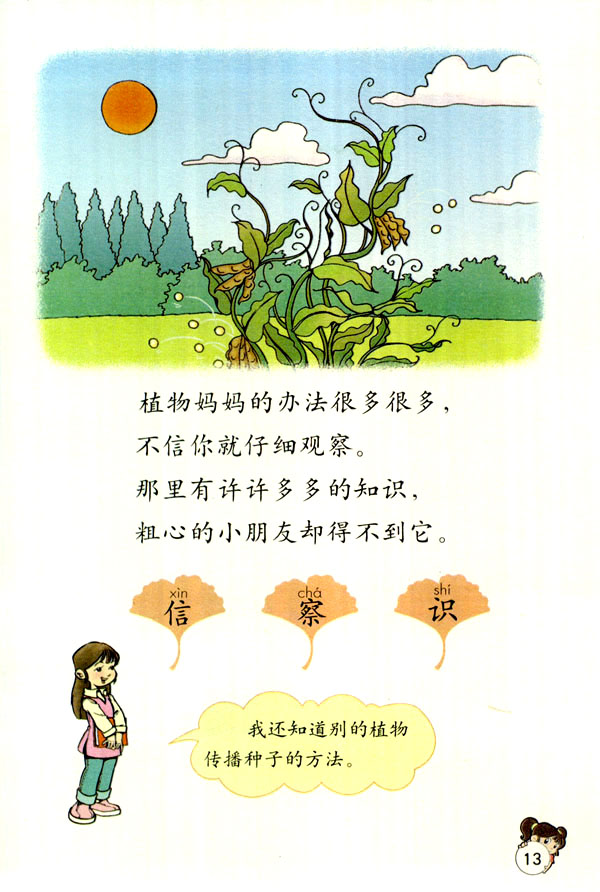 植物妈妈的办法很多很多，
不信你就仔细观察。
那里有许许多多的知识，
粗心的小朋友却得不到它。
xìn chá shí
信 察 识
我还知道别的植物
传播种子的方法。
13